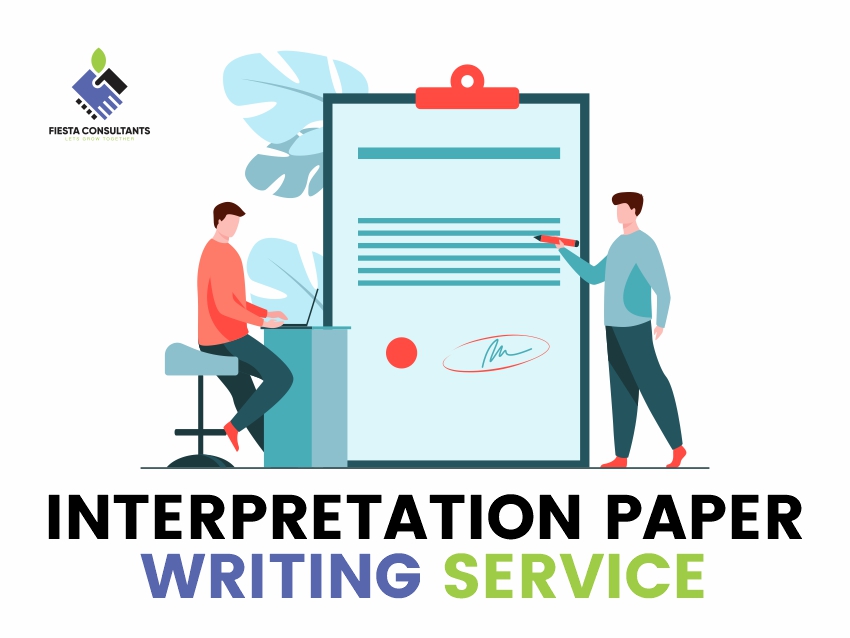 FIESTA CONSULTANTS
LETS GROW TOGETHER
INTERPRETATION PAPER
WRITING SERVICE